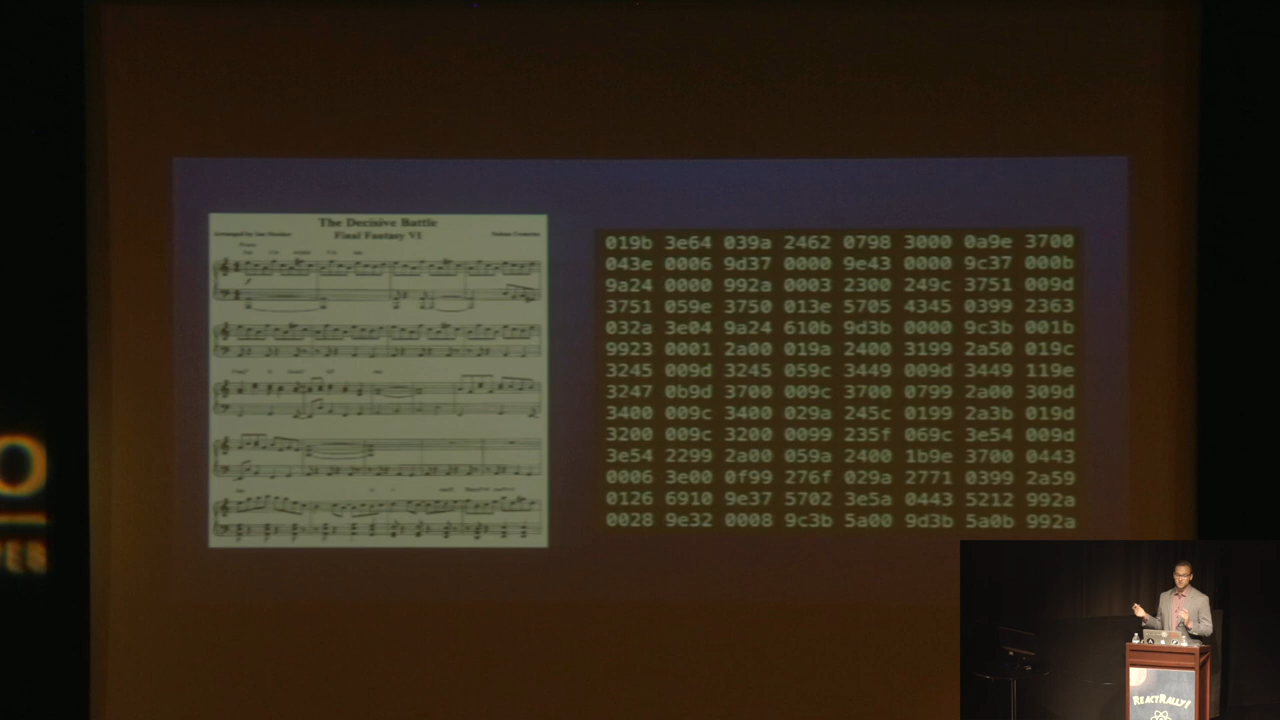 The Decisive Battle
Final Fantasy VI
019b 3e64 039a 2462 0798 3000 0a9e 3700
043e 0006 9d37 0000 9e43 0000 9c37 000b
9a24 0000 992a 0003 2300 249c 3751 009d
3751 059e 3750 013e 5705 4345 0399 2363
032a 3e04 9a24 610b 9d3b 0000 9c3b 001b
9923 0001 2a00 019a 2400 3199 2a50 019c
3245 009d 3245 059c 3449 009d 3449 119e
3247 0b9d 3700 009c 3700 0799 2a00 309d
3400 009c 3400 029a 245c 0199 2a3b 019d
3200 009c 3200 0099 235f 069c 3e54 009d
3e54 2299 2a00 059a 2400 1b9e 3700 0443
0006 3e00 0f99 276f 029a 2771 0399 2a59
0126 6910 9e37 5702 3e5a 0443 5212 992a
0028 9e32 0008 9c3b 5a00 9d3b 5a0b 992a
REACTRALLY!